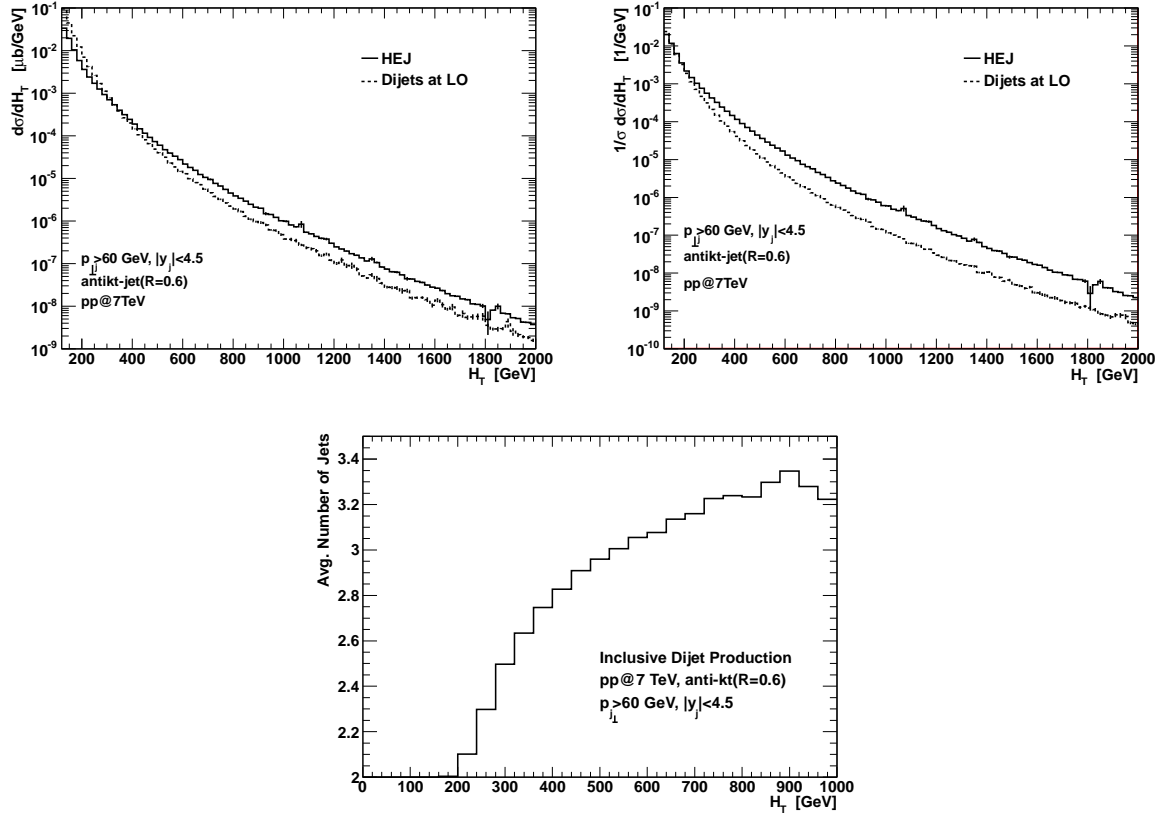 dσ/dH_T [μb/GeV]
10^-1
10^-2
10^-3
10^-4
10^-5
10^-6
10^-7
10^-8
10^-9
HEJ
Dijets at LO
p_⊥j>60 GeV, |y_j|<4.5
antikt-jet(R=0.6)
pp@7TeV
200 400 600 800 1000 1200 1400 1600 1800 2000
H_T [GeV]
1/σ dσ/dH_T [1/GeV]
10^-1
10^-2
10^-3
10^-4
10^-5
10^-6
10^-7
10^-8
10^-9
10^-10
HEJ
Dijets at LO
p_⊥j>60 GeV, |y_j|<4.5
antikt-jet(R=0.6)
pp@7TeV
200 400 600 800 1000 1200 1400 1600 1800 2000
H_T [GeV]
Avg. Number of Jets
3.4
3.2
3
2.8
2.6
2.4
2.2
2
Inclusive Dijet Production
pp@7 TeV, anti-kt(R=0.6)
p_j⊥>60 GeV, |y_j|<4.5
0 100 200 300 400 500 600 700 800 900 1000
H_T [GeV]